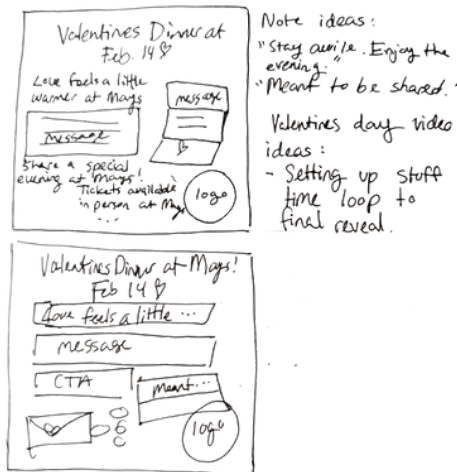 Valentines Dinner at
Feb. 14
Love feels a little
warmer at Mays
message
message
Share a special
evening at Mays!
Tickets available
in person at Mays
...
logo
Note ideas:
"Stay awile. Enjoy the
evening."
"Meant to be shared."
Valentines day video
ideas:
- Setting up stuff
time loop to
final reveal.
Valentines Dinner at Mays!
Feb 14
Love feels a little ...
message
CTA
Meant...
logo